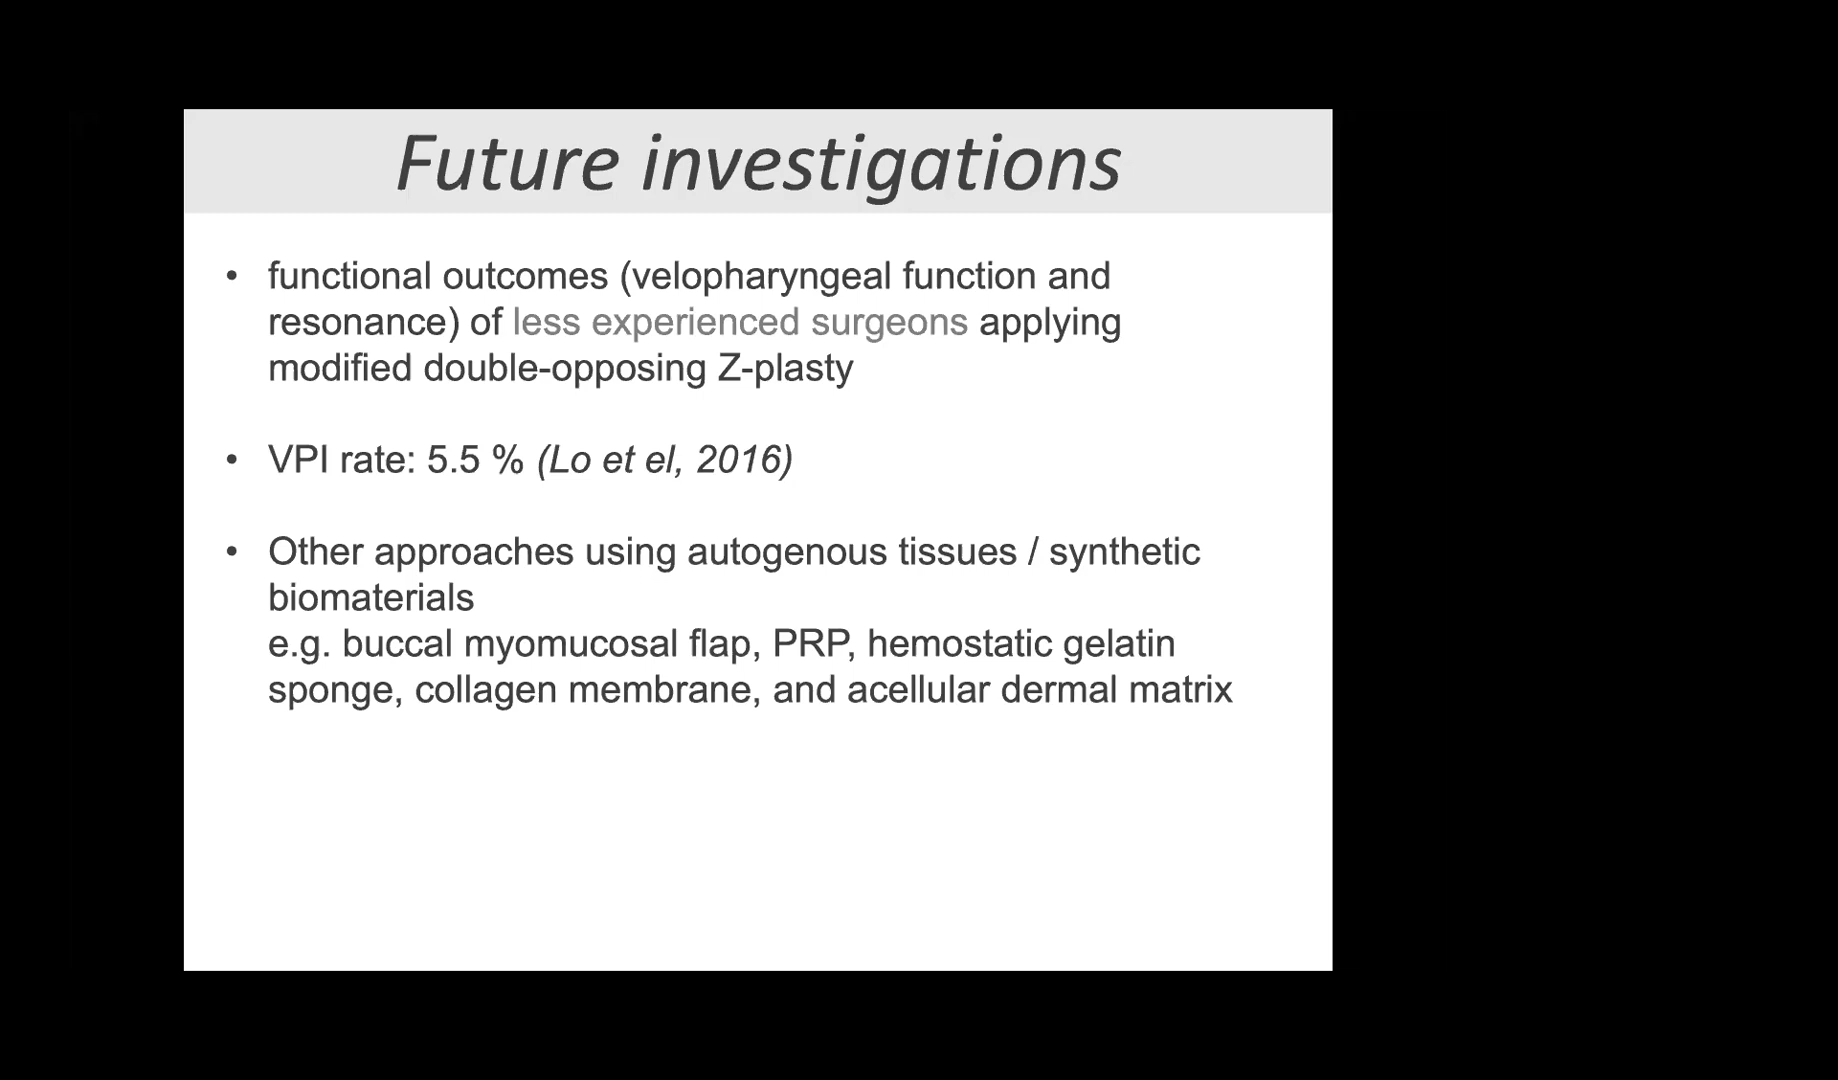 Future investigations
• functional outcomes (velopharyngeal function and
resonance) of less experienced surgeons applying
modified double-opposing Z-plasty
• VPI rate: 5.5 % (Lo et el, 2016)
• Other approaches using autogenous tissues / synthetic
biomaterials
e.g. buccal myomucosal flap, PRP, hemostatic gelatin
sponge, collagen membrane, and acellular dermal matrix